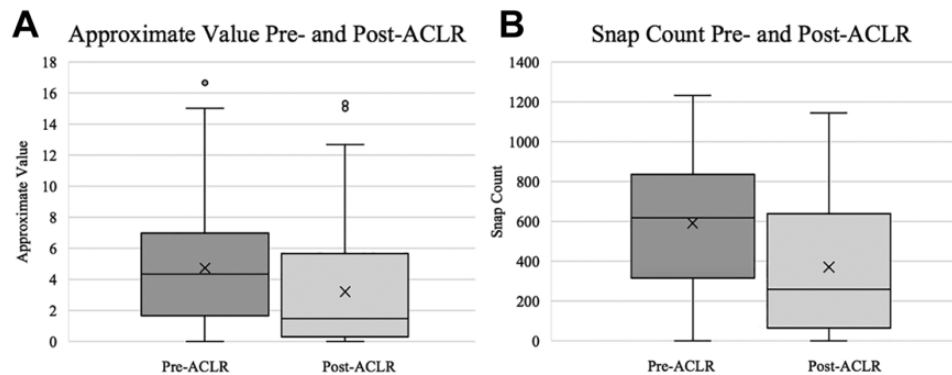 A
Approximate Value Pre- and Post-ACLR
18
16
14
12
10
8
6
4
2
0
Approximate Value
Pre-ACLR
Post-ACLR
B
Snap Count Pre- and Post-ACLR
1400
1200
1000
800
600
400
200
0
Snap Count
Pre-ACLR
Post-ACLR